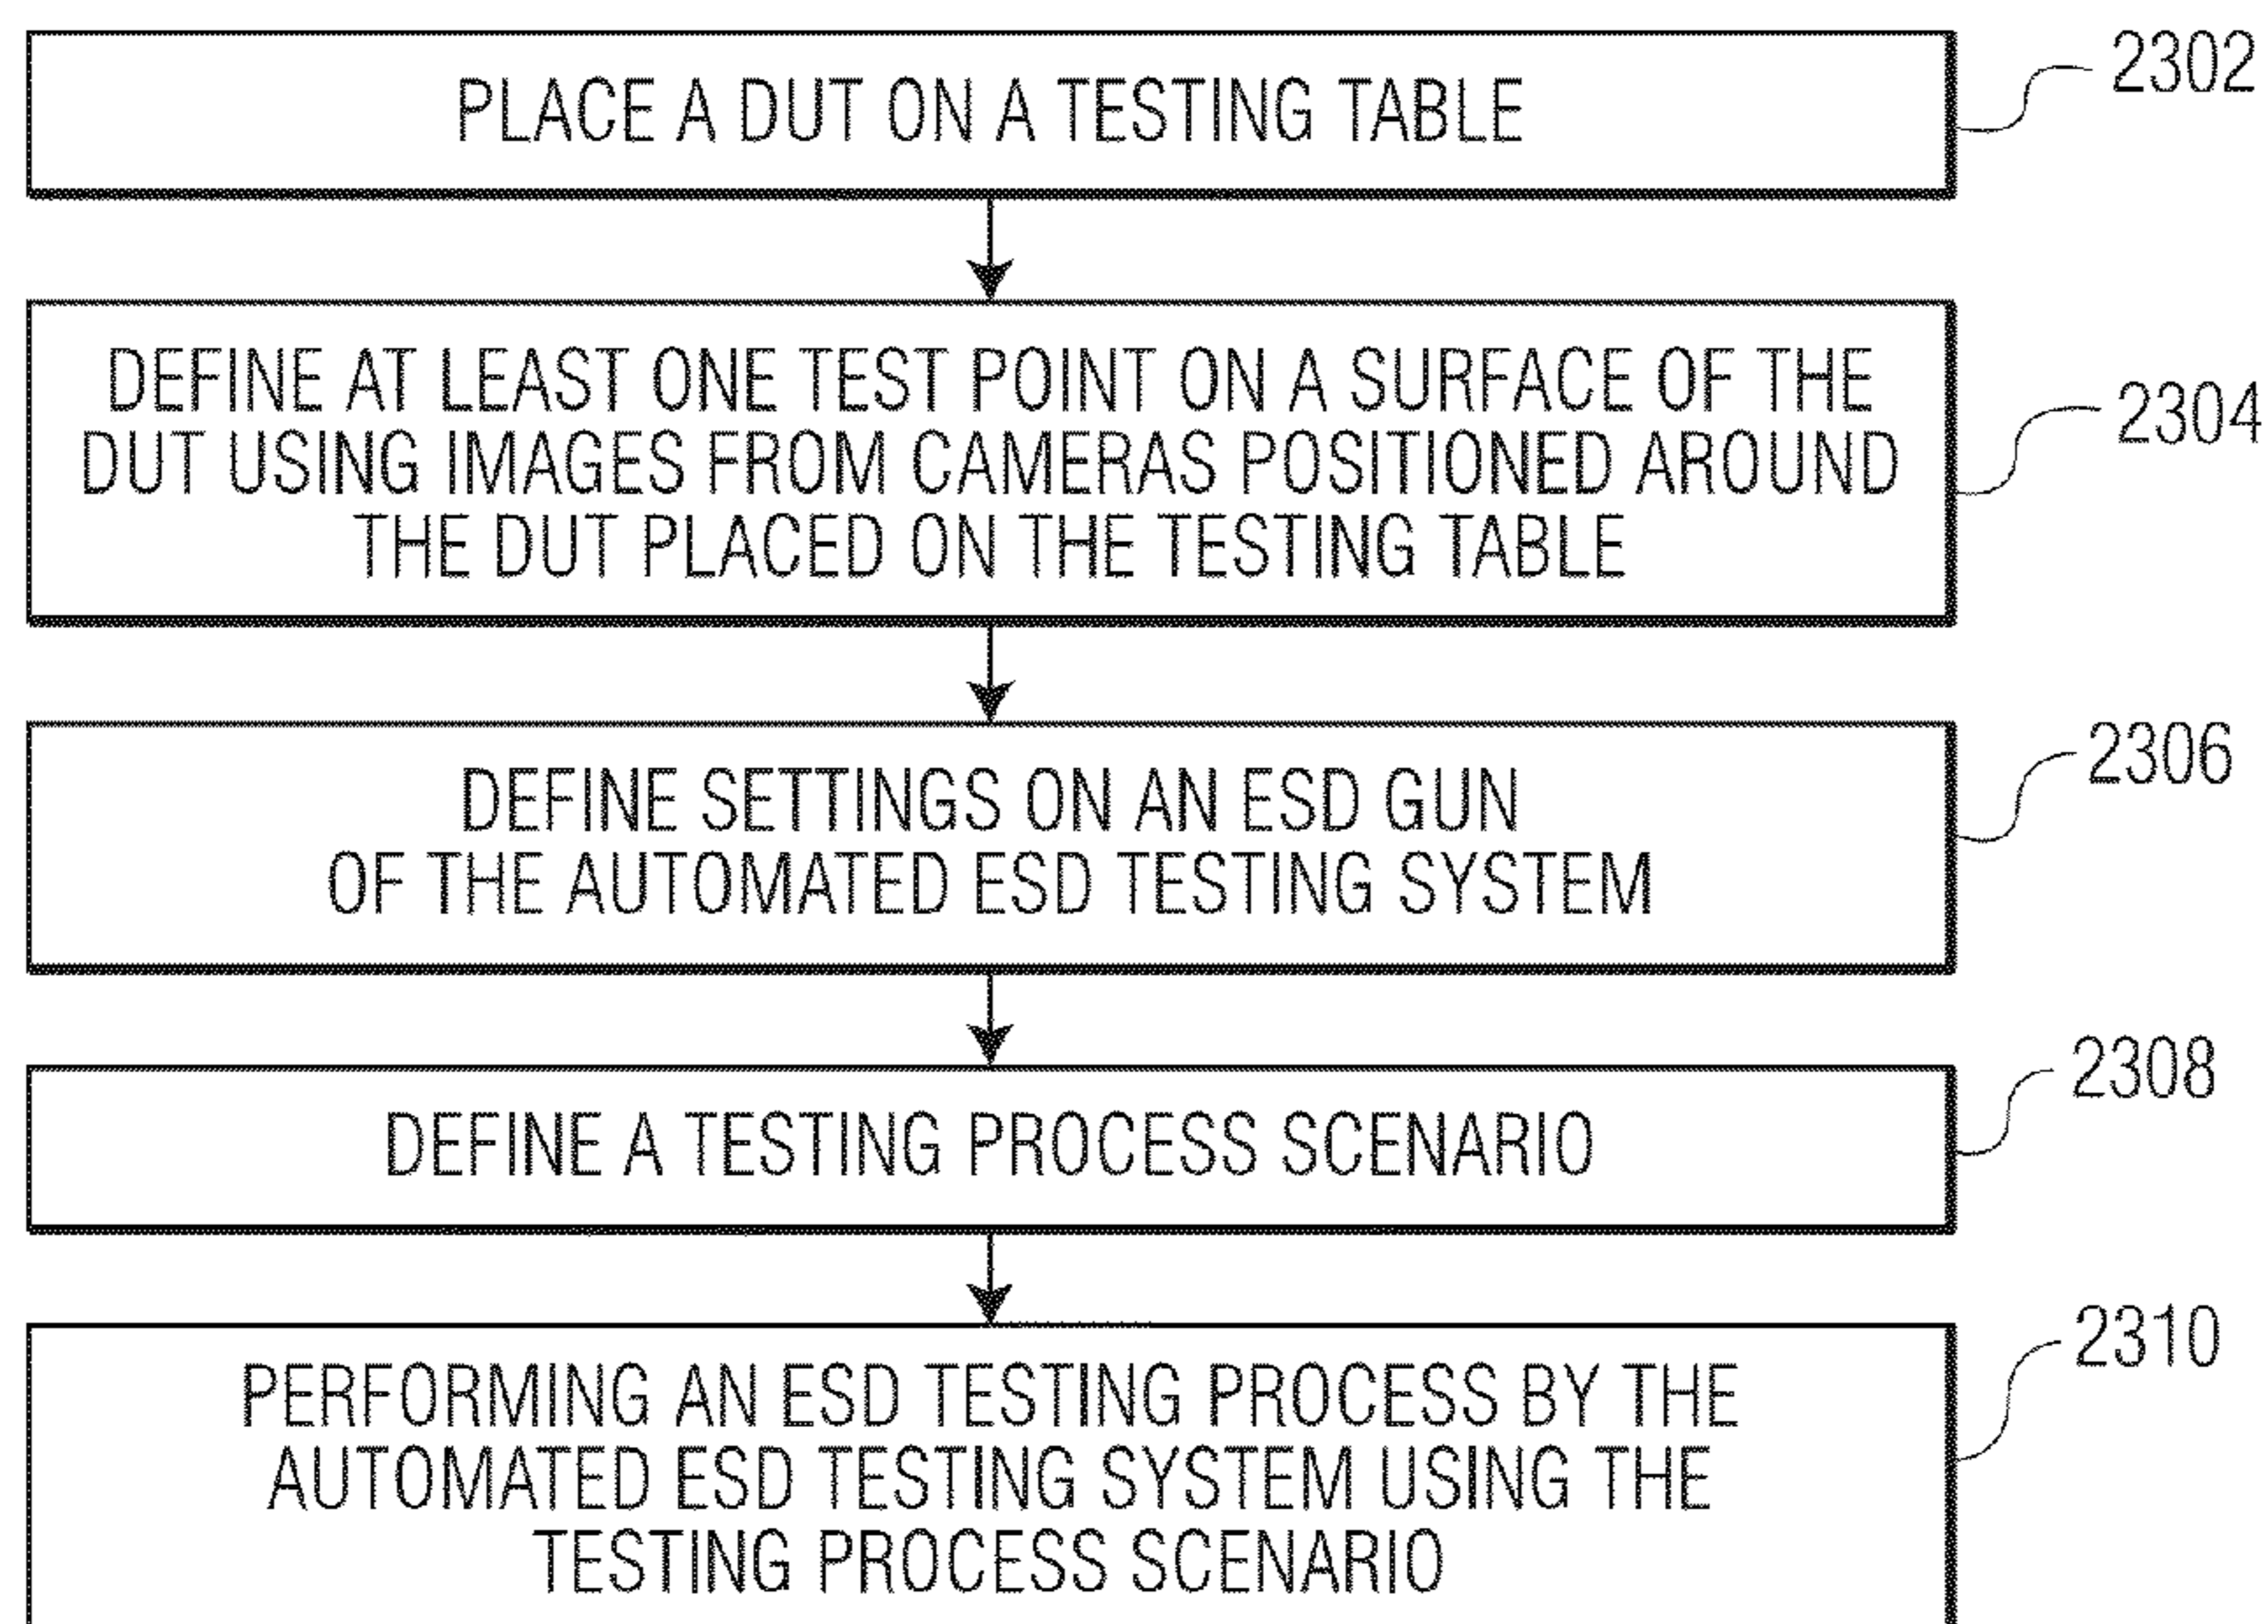 PLACE A DUT ON A TESTING TABLE
2302
DEFINE AT LEAST ONE TEST POINT ON A SURFACE OF THE
DUT USING IMAGES FROM CAMERAS POSITIONED AROUND
THE DUT PLACED ON THE TESTING TABLE
2304
DEFINE SETTINGS ON AN ESD GUN
OF THE AUTOMATED ESD TESTING SYSTEM
2306
DEFINE A TESTING PROCESS SCENARIO
2308
PERFORMING AN ESD TESTING PROCESS BY THE
AUTOMATED ESD TESTING SYSTEM USING THE
TESTING PROCESS SCENARIO
2310